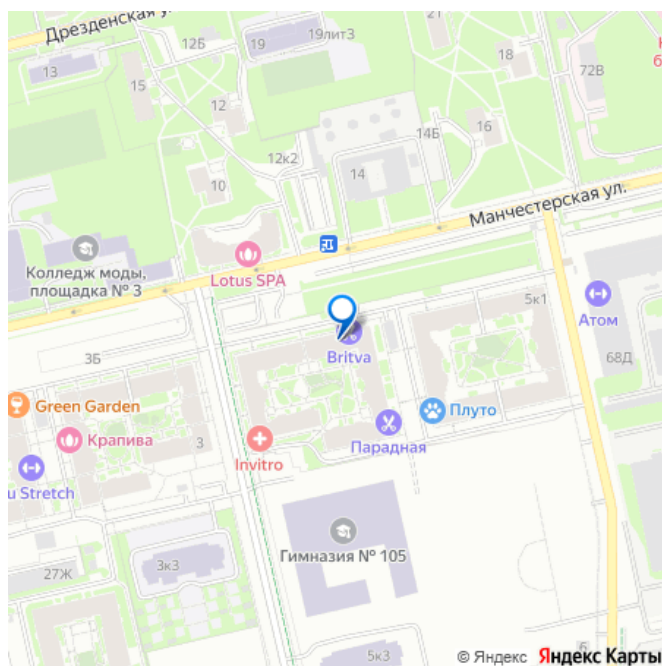 Дрезденская у
21
12Б
19
19лит3
13
15
18
72В
12
К
б
14Б
16
12к2
14
10
Манчестерская ул.
Колледж моды,
площадка № 3
Lotus SPA
5к1
Атом
3Б
Britva
68Д
Green Garden
Плуто
Крапива
3
Парадная
Invitro
u Stretch
Гимназия № 105
27Ж
3к3
5к3
© Яндекс Яндекс Карты